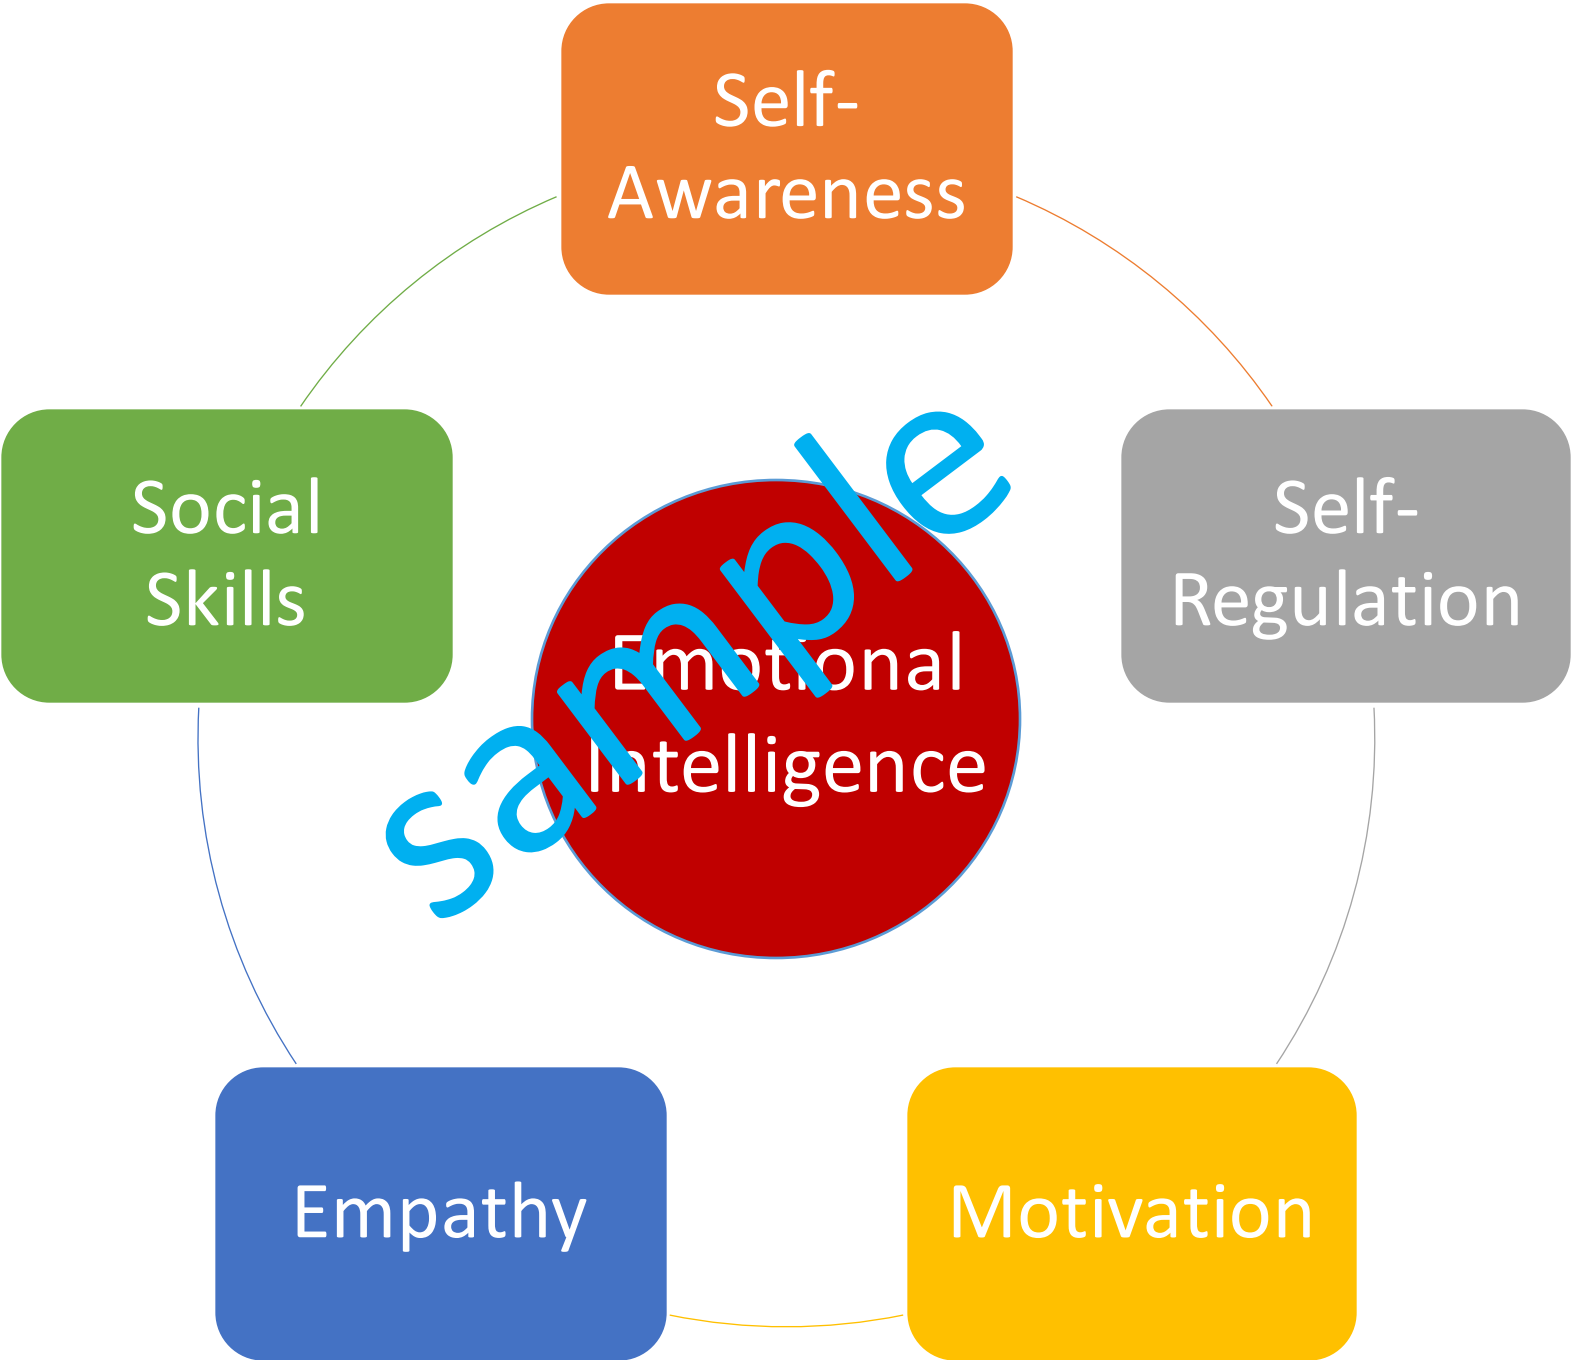 Self-
Awareness
Social
Skills
Self-
Regulation
Emotional
Intelligence
sample
Empathy
Motivation